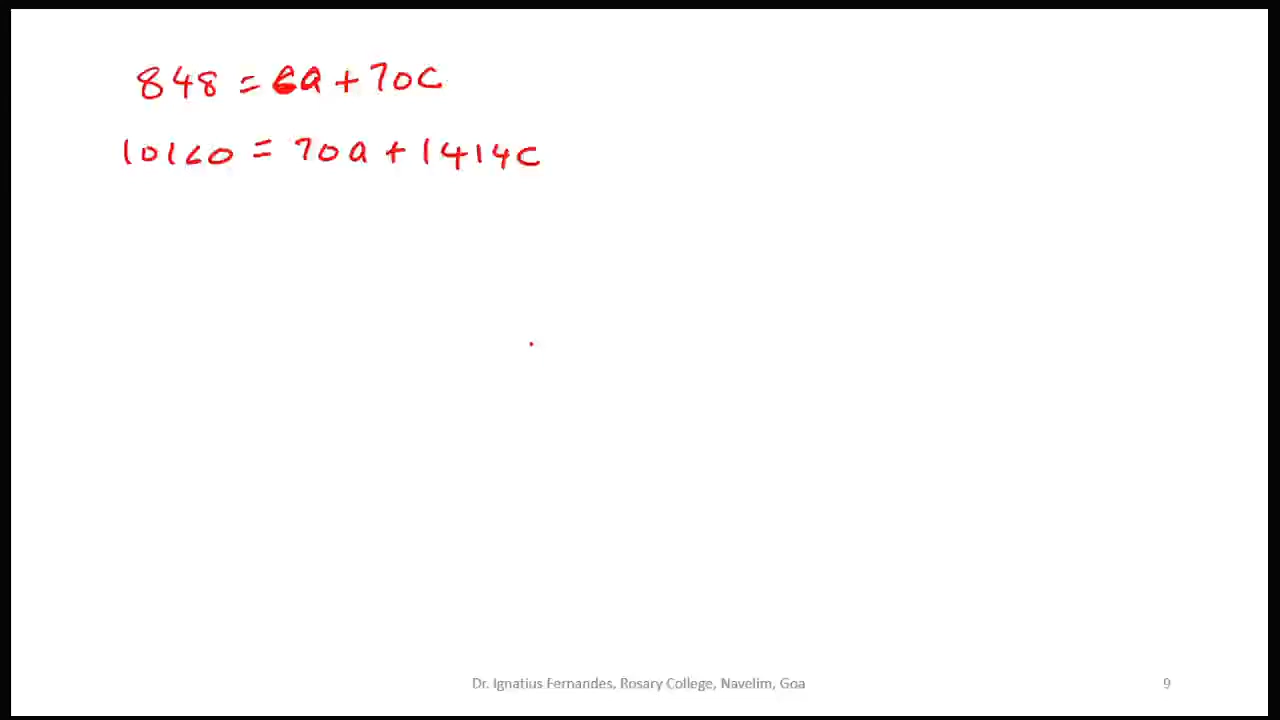 848 = 6a + 70c
10160 = 70a + 1414c
Dr. Ignatius Fernandes, Rosary College, Navelim, Goa
9